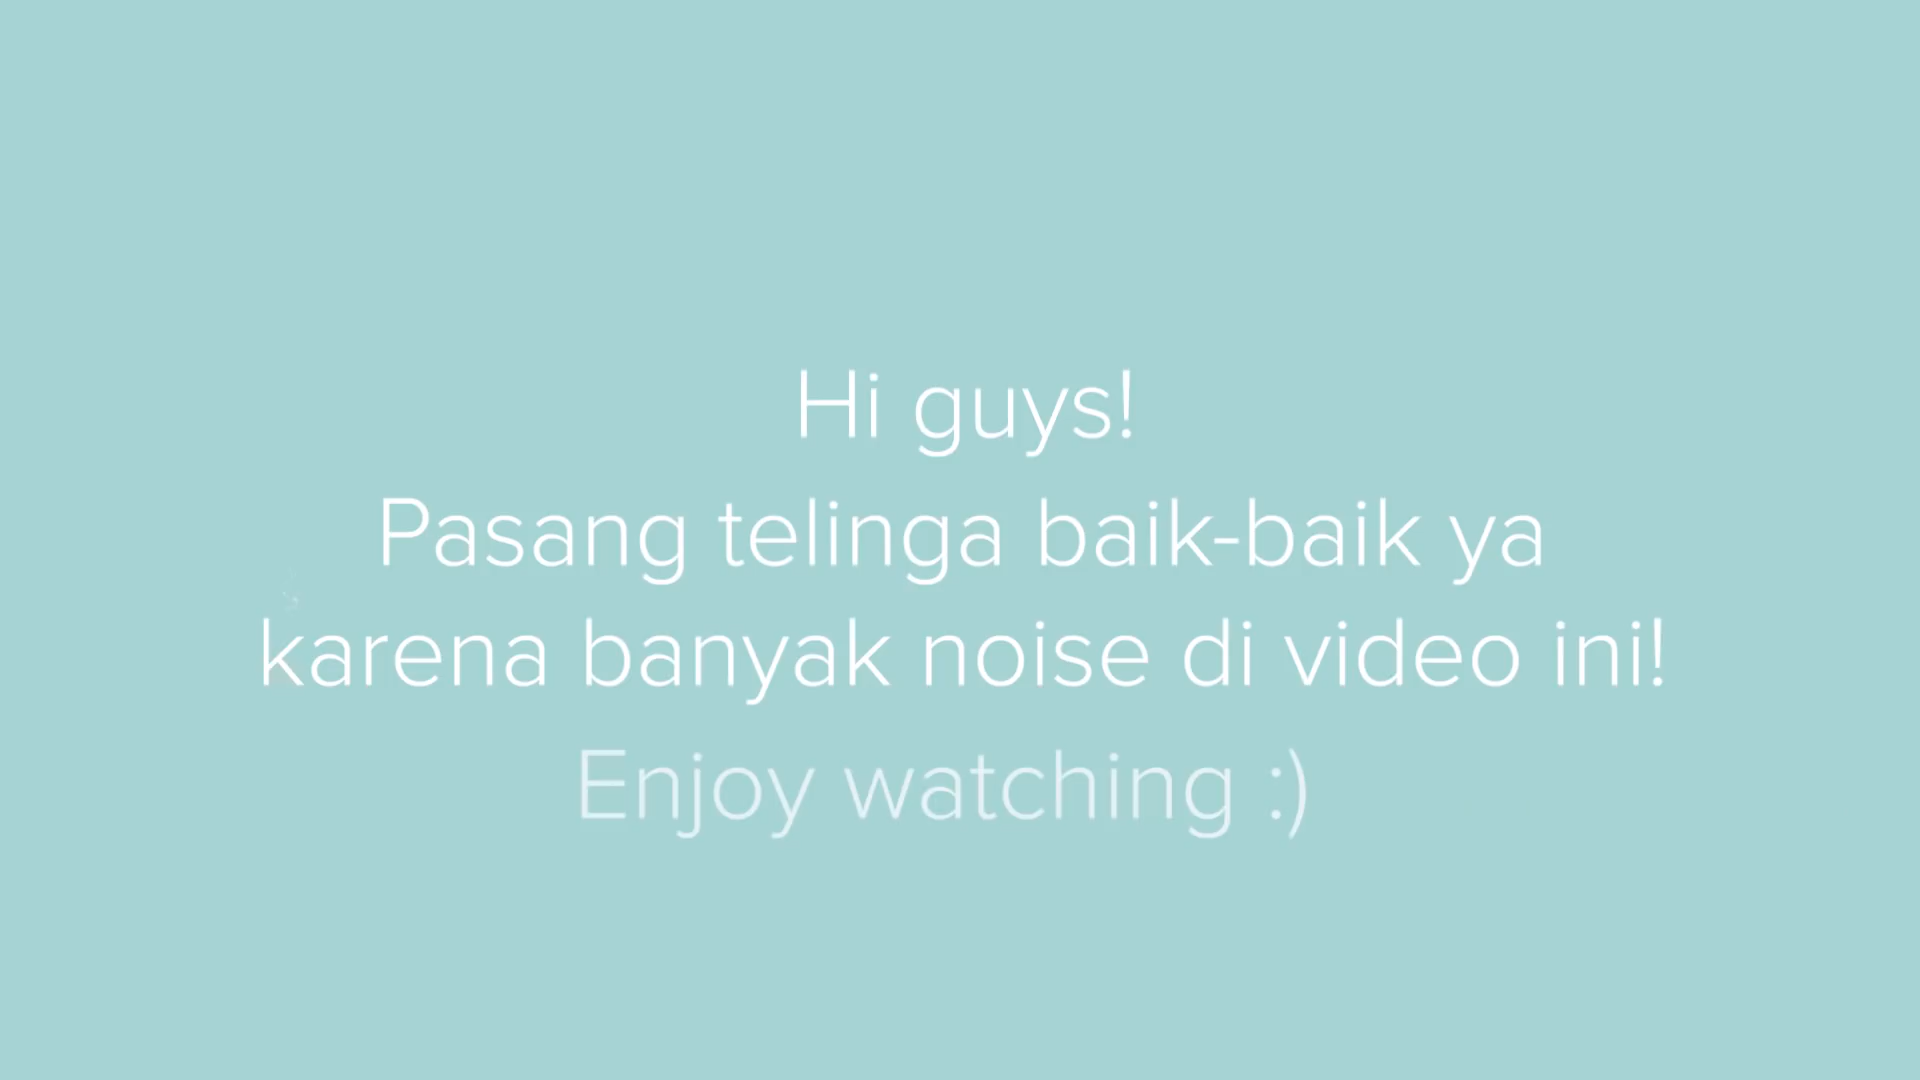 Hi guys!
Pasang telinga baik-baik ya
karena banyak noise di video ini!
Enjoy watching :)